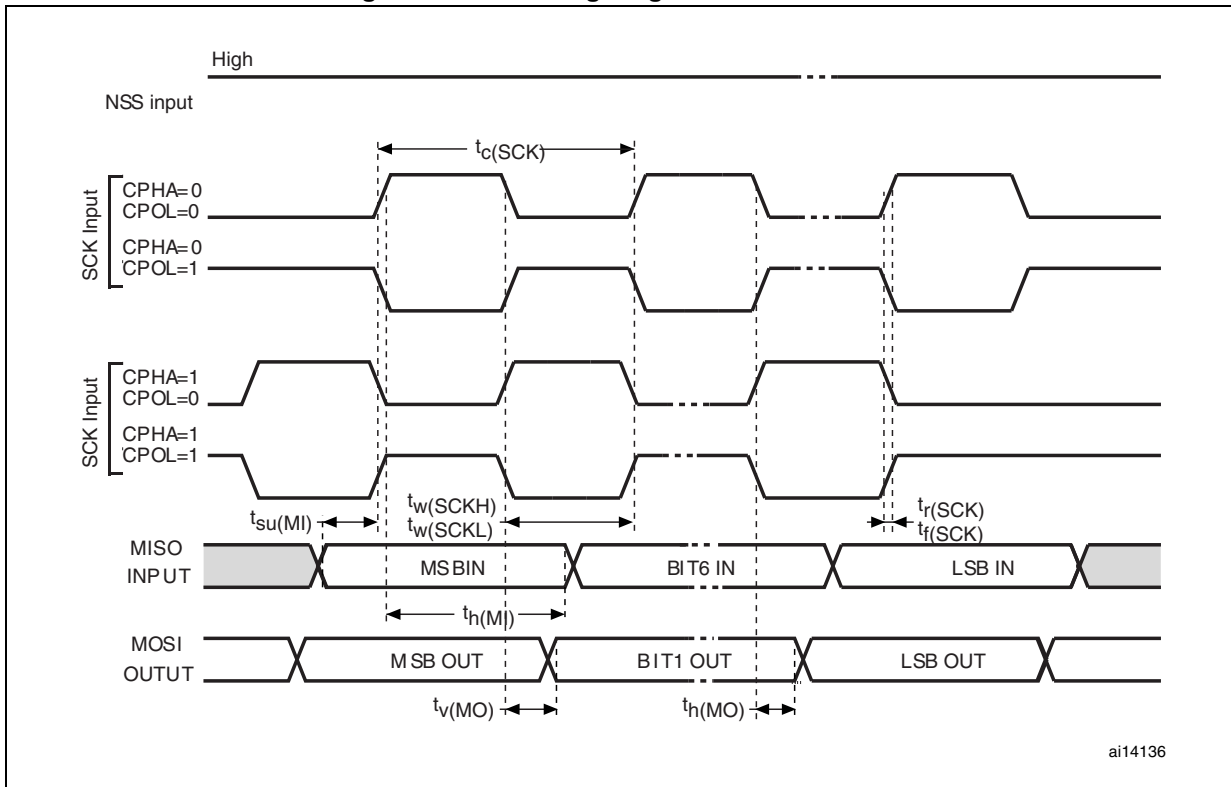 High
NSS input
tc(SCK)
SCK Input
CPHA=0
CPOL=0
CPHA=0
CPOL=1
SCK Input
CPHA=1
CPOL=0
CPHA=1
CPOL=1
tsu(MI)
tw(SCKH)
tw(SCKL)
tr(SCK)
tf(SCK)
MISO
INPUT
MSBIN
BIT6 IN
LSB IN
th(MI)
MOSI
OUTUT
MSB OUT
BIT1 OUT
LSB OUT
tv(MO)
th(MO)
ai14136